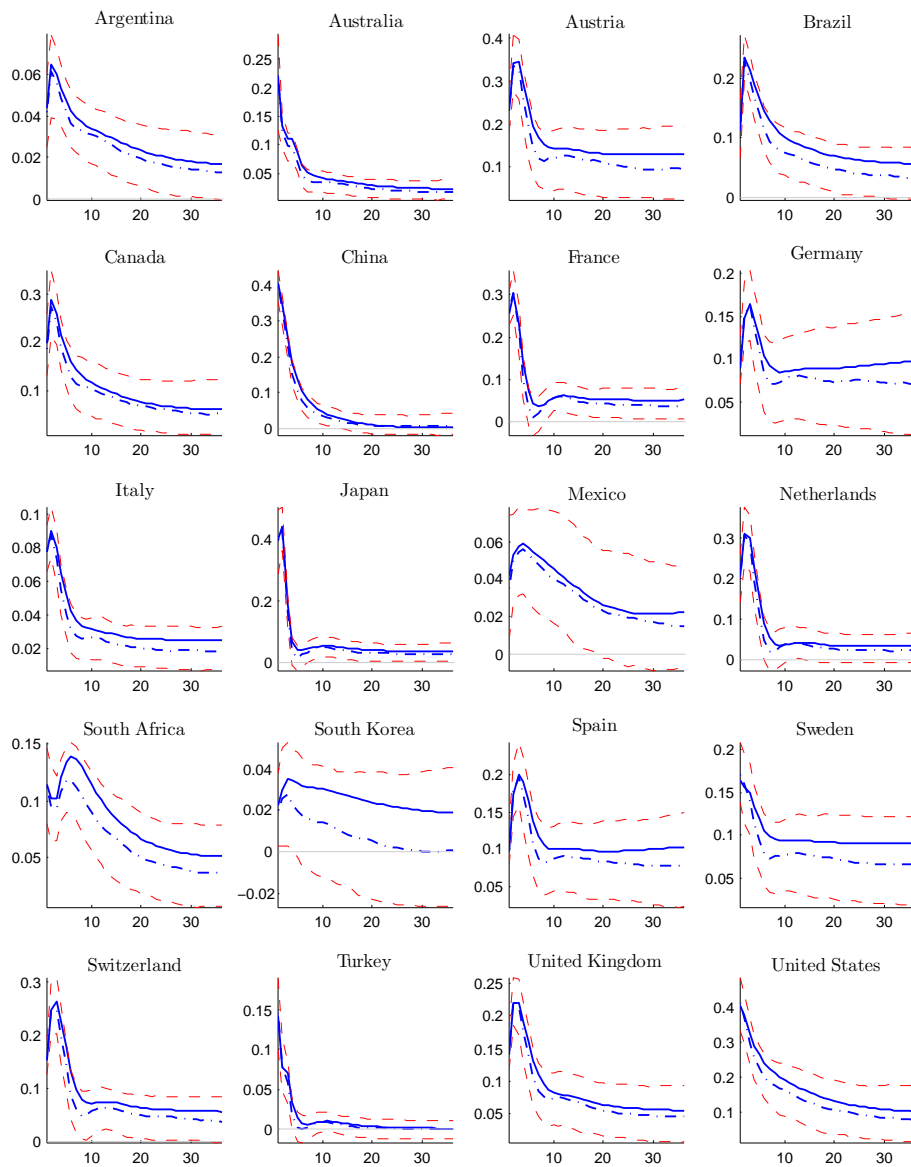 Argentina
0.06
0.04
0.02
0
10 20 30
Australia
0.25
0.2
0.15
0.1
0.05
10 20 30
Austria
0.4
0.3
0.2
0.1
10 20 30
Brazil
0.2
0.1
0
10 20 30
Canada
0.3
0.2
0.1
10 20 30
China
0.4
0.3
0.2
0.1
0
10 20 30
France
0.3
0.2
0.1
0
10 20 30
Germany
0.2
0.15
0.1
0.05
10 20 30
Italy
0.1
0.08
0.06
0.04
0.02
10 20 30
Japan
0.4
0.2
0
10 20 30
Mexico
0.06
0.04
0.02
0
10 20 30
Netherlands
0.3
0.2
0.1
0
10 20 30
South Africa
0.15
0.1
0.05
10 20 30
South Korea
0.04
0.02
0
−0.02
10 20 30
Spain
0.2
0.15
0.1
0.05
10 20 30
Sweden
0.2
0.15
0.1
0.05
10 20 30
Switzerland
0.3
0.2
0.1
0
10 20 30
Turkey
0.15
0.1
0.05
0
10 20 30
United Kingdom
0.25
0.2
0.15
0.1
0.05
10 20 30
United States
0.4
0.3
0.2
0.1
10 20 30